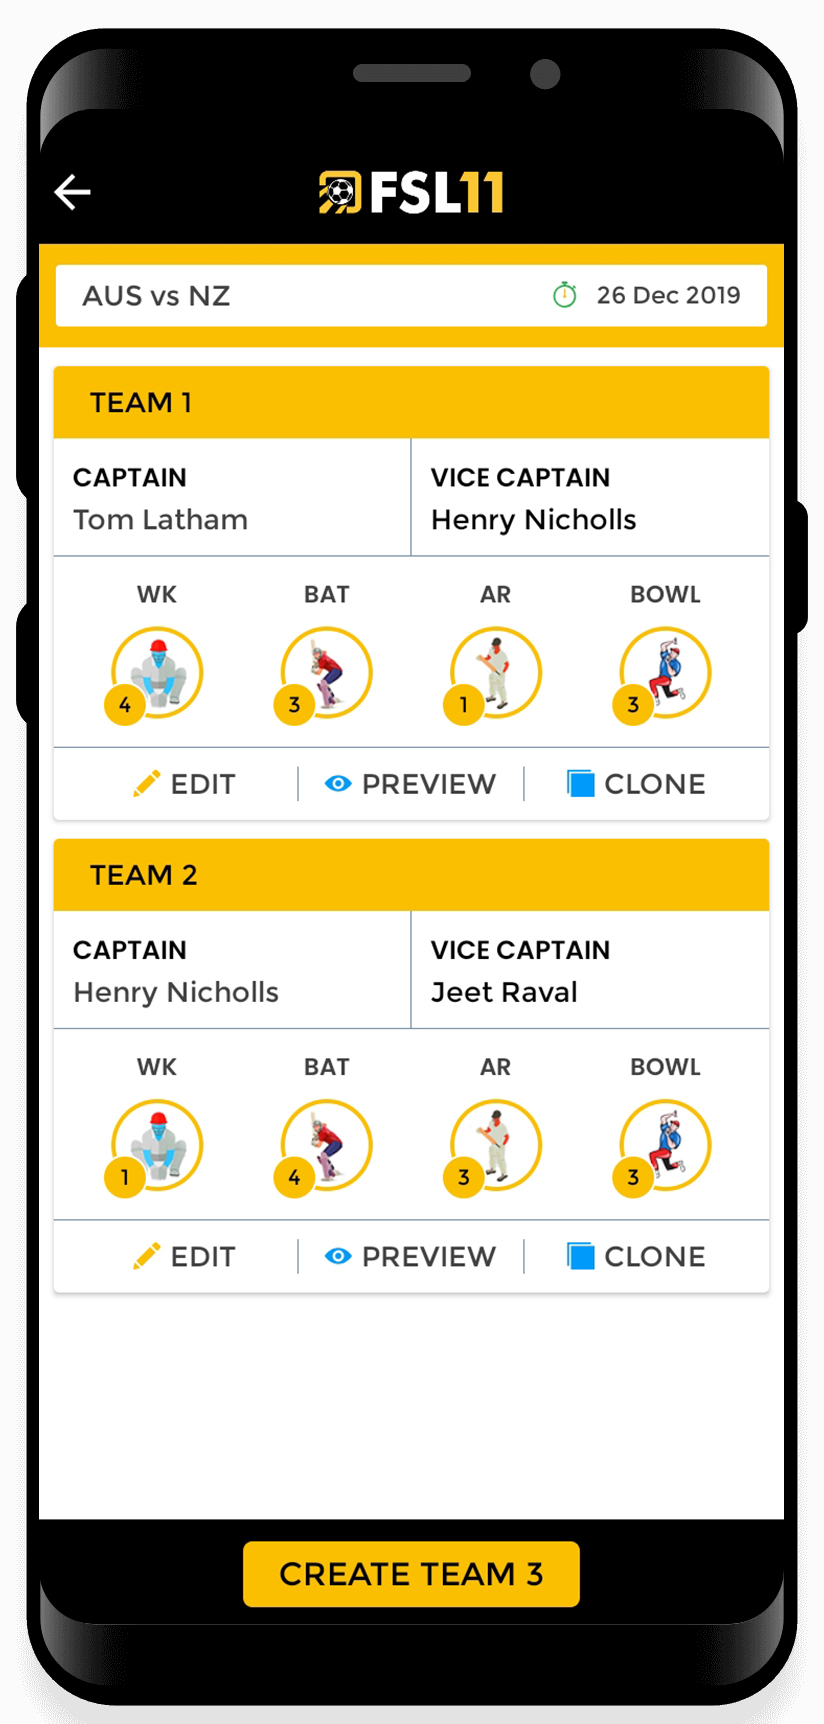 FSL11
AUS vs NZ 26 Dec 2019
TEAM 1
CAPTAIN VICE CAPTAIN
Tom Latham Henry Nicholls
WK BAT AR BOWL
4 3 1 3
EDIT PREVIEW CLONE
TEAM 2
CAPTAIN VICE CAPTAIN
Henry Nicholls Jeet Raval
WK BAT AR BOWL
1 4 3 3
EDIT PREVIEW CLONE
CREATE TEAM 3